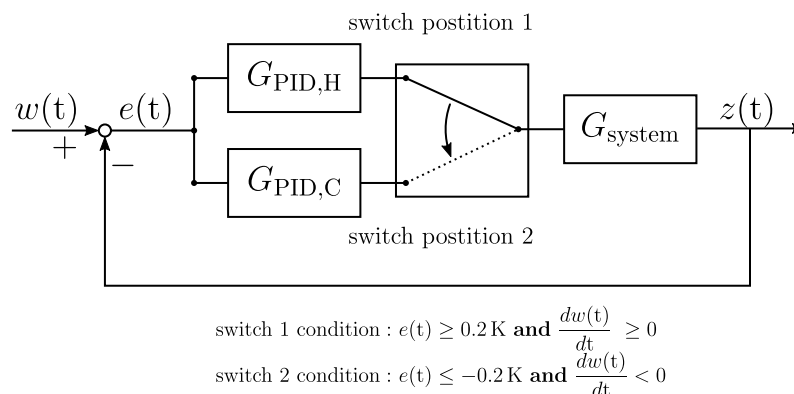 switch postition 1
w(t)
+
−
e(t)
G_PID,H
G_PID,C
G_system
z(t)
switch postition 2
switch 1 condition : e(t) ≥ 0.2 K and dw(t)/dt ≥ 0
switch 2 condition : e(t) ≤ −0.2 K and dw(t)/dt < 0